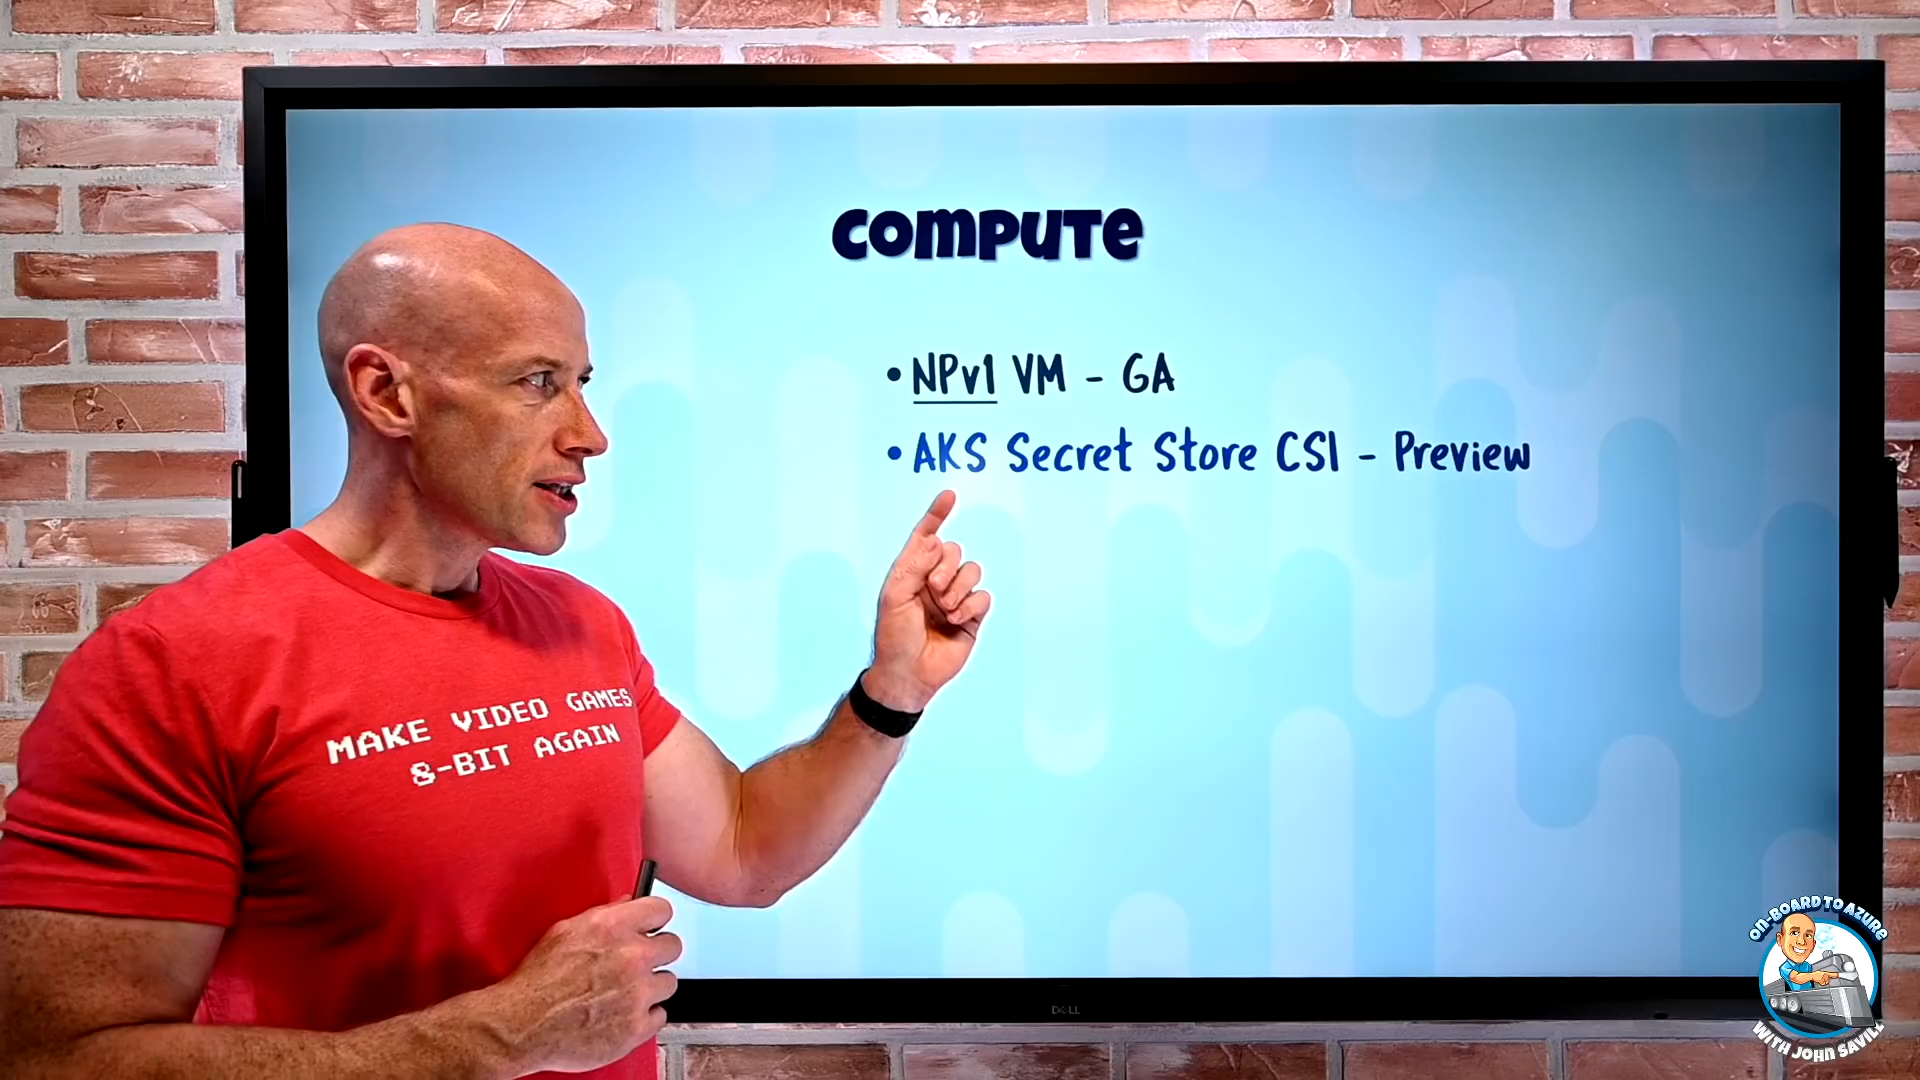 COMPUTE
• NPv1 VM - GA
• AKS Secret Store CSI - Preview
MAKE VIDEO GAMES
8-BIT AGAIN
DELL
ON-BOARD TO AZURE
WITH JOHN SAVILL